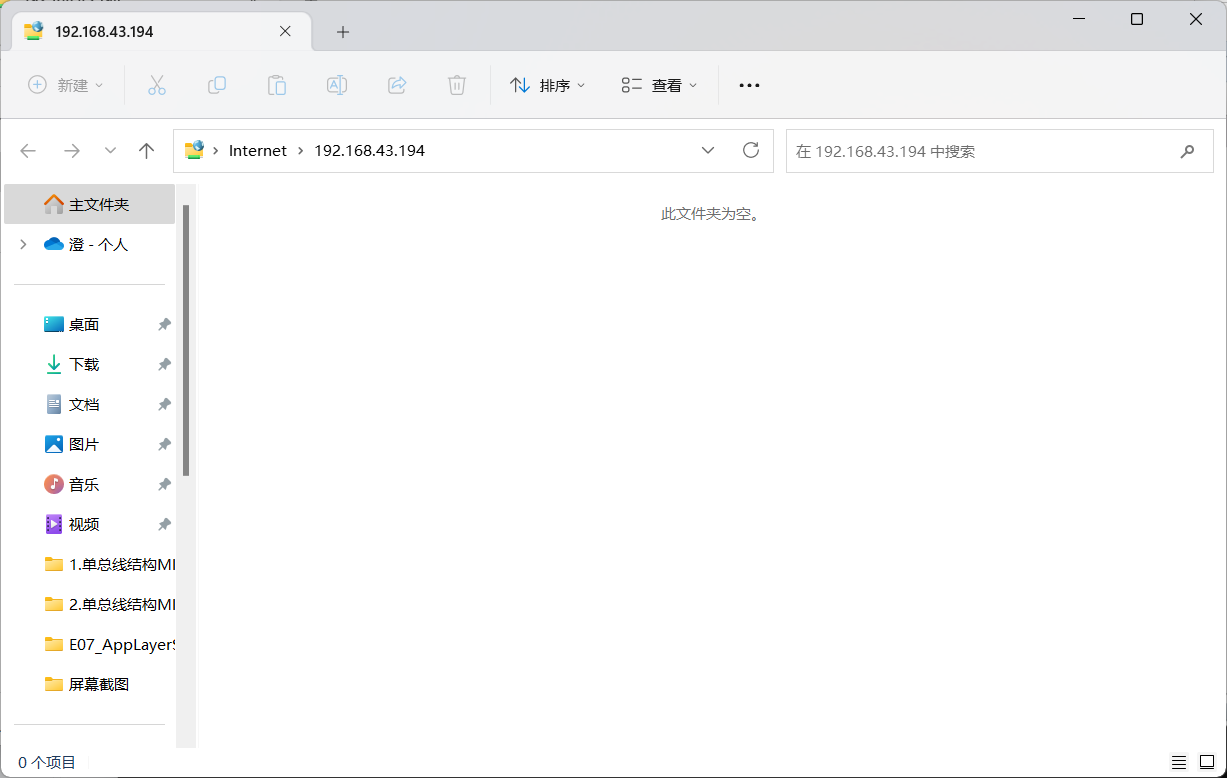 192.168.43.194
新建
排序
查看
Internet
192.168.43.194
在 192.168.43.194 中搜索
主文件夹
此文件夹为空。
澄 - 个人
桌面
下载
文档
图片
音乐
视频
1.单总线结构MI
2.单总线结构MI
E07_AppLayerS
屏幕截图
0 个项目